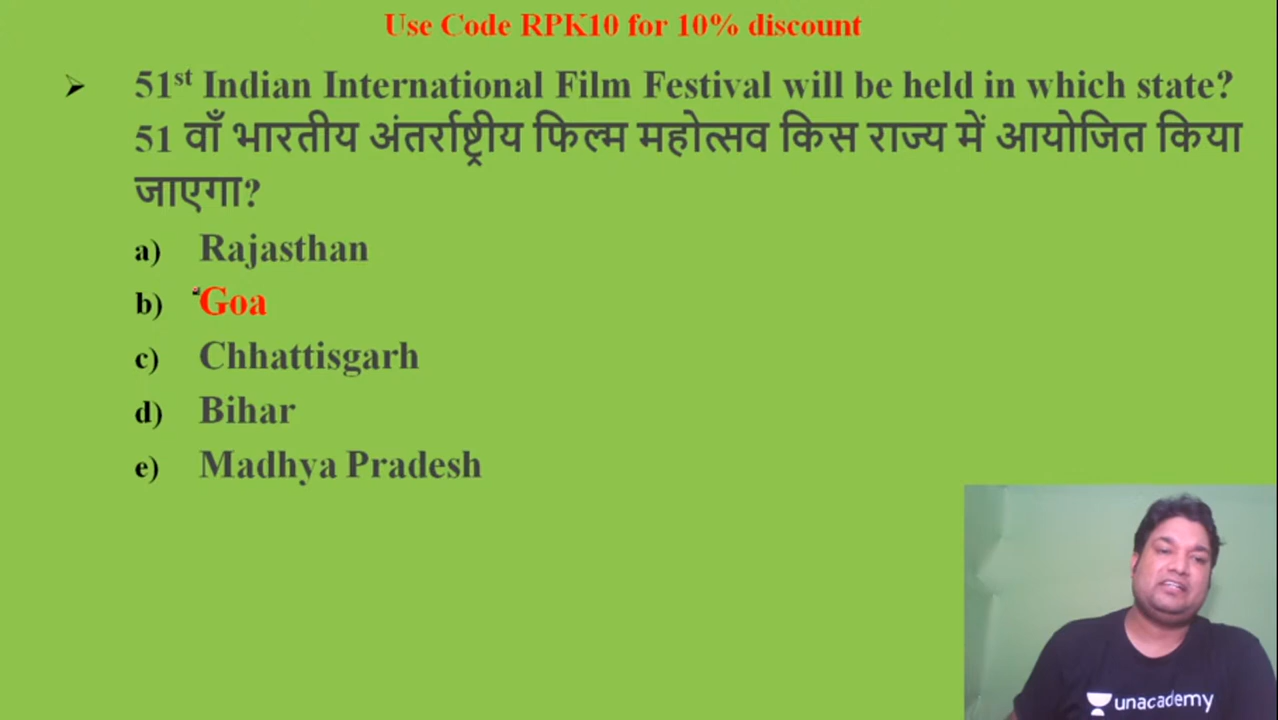 Use Code RPK10 for 10% discount
➢ 51st Indian International Film Festival will be held in which state?
51 वाँ भारतीय अंतर्राष्ट्रीय फिल्म महोत्सव किस राज्य में आयोजित किया
जाएगा?
a) Rajasthan
b) Goa
c) Chhattisgarh
d) Bihar
e) Madhya Pradesh
unacademy